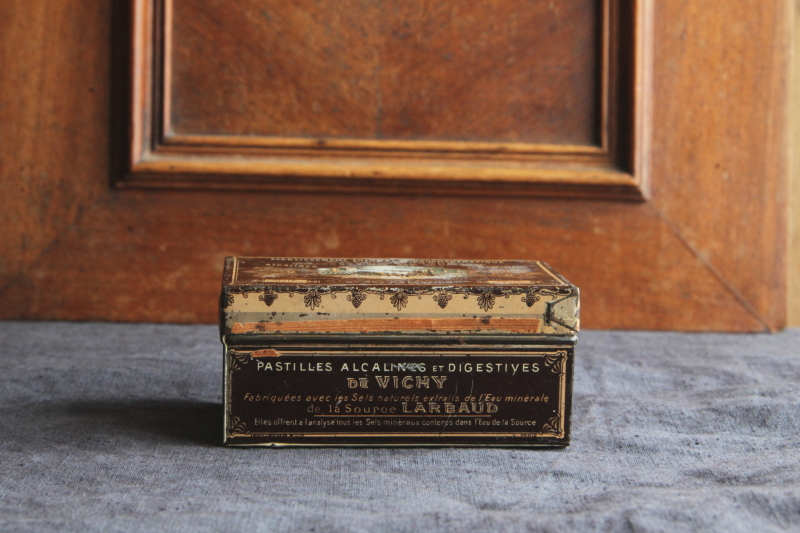 PASTILLES ALCALINES ET DIGESTIVES
DE VICHY
Fabriquées avec les Sels naturels extraits de l'Eau minérale
de la Source LARBAUD
Elles offrent a l'analyse tous les Sels minéraux contenus dans l'Eau de la Source